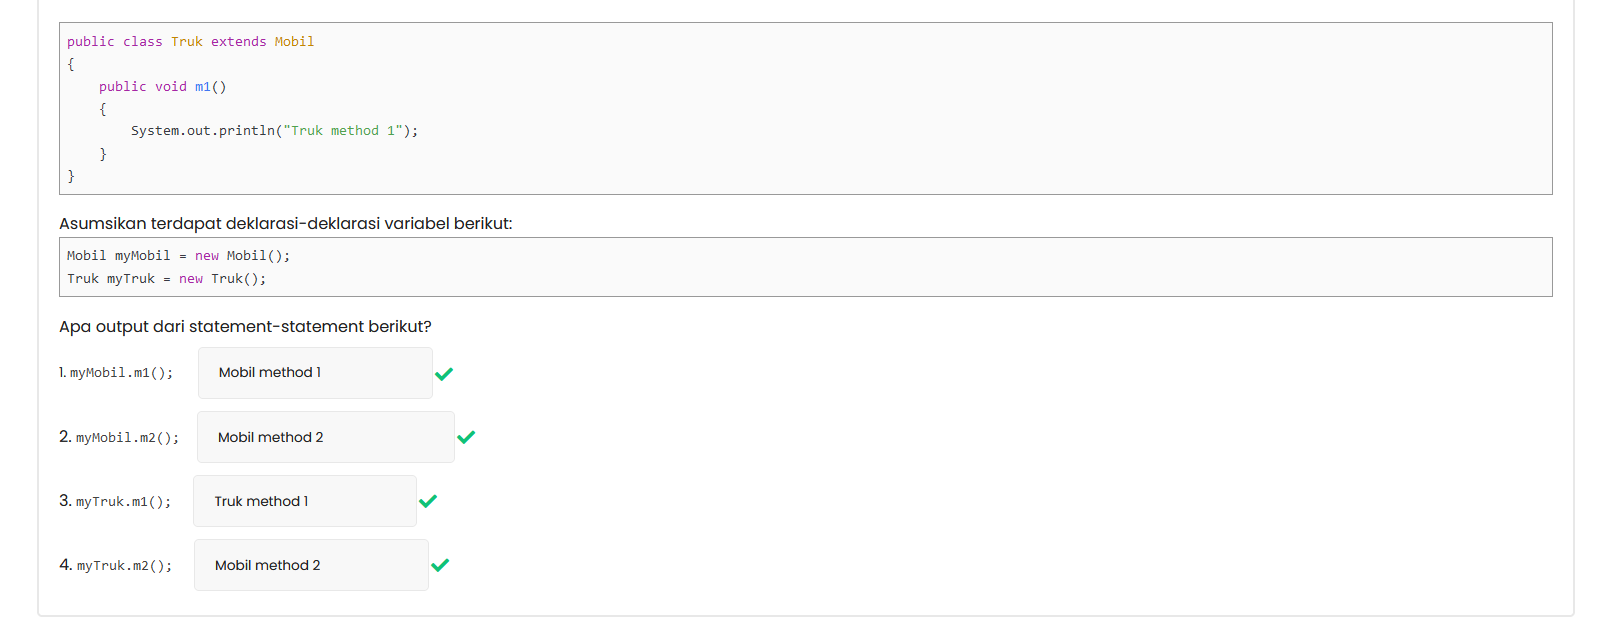 public class Truk extends Mobil
{
    public void m1()
    {
        System.out.println("Truk method 1");
    }
}
Asumsikan terdapat deklarasi-deklarasi variabel berikut:
Mobil myMobil = new Mobil();
Truk myTruk = new Truk();
Apa output dari statement-statement berikut?
1. myMobil.m1(); Mobil method 1
2. myMobil.m2(); Mobil method 2
3. myTruk.m1(); Truk method 1
4. myTruk.m2(); Mobil method 2